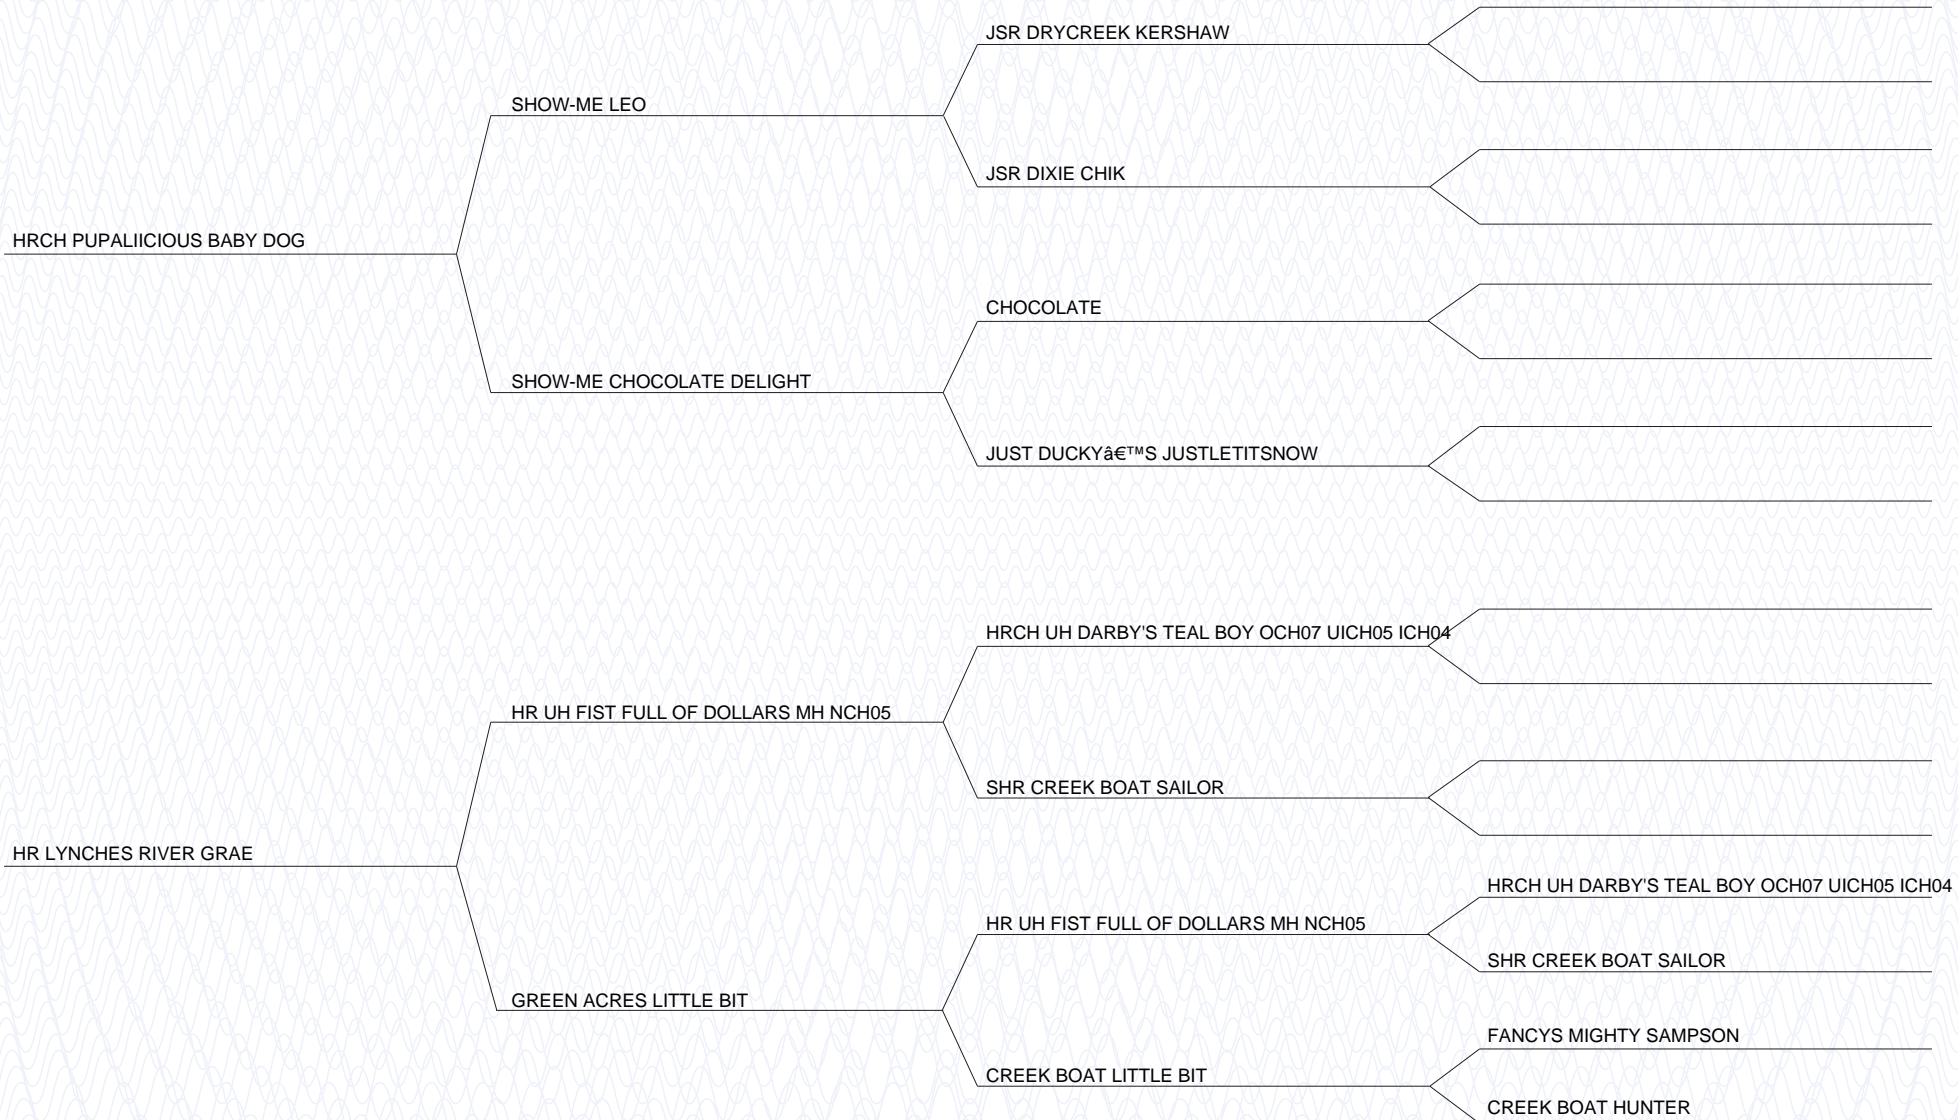 JSR DRYCREEK KERSHAW
SHOW-ME LEO
JSR DIXIE CHIK
HRCH PUPALIICIOUS BABY DOG
CHOCOLATE
SHOW-ME CHOCOLATE DELIGHT
JUST DUCKYâ€™S JUSTLETITSNOW
HRCH UH DARBY'S TEAL BOY OCH07 UICH05 ICH04
HR UH FIST FULL OF DOLLARS MH NCH05
SHR CREEK BOAT SAILOR
HR LYNCHES RIVER GRAE
HRCH UH DARBY'S TEAL BOY OCH07 UICH05 ICH04
HR UH FIST FULL OF DOLLARS MH NCH05
SHR CREEK BOAT SAILOR
GREEN ACRES LITTLE BIT
FANCYS MIGHTY SAMPSON
CREEK BOAT LITTLE BIT
CREEK BOAT HUNTER